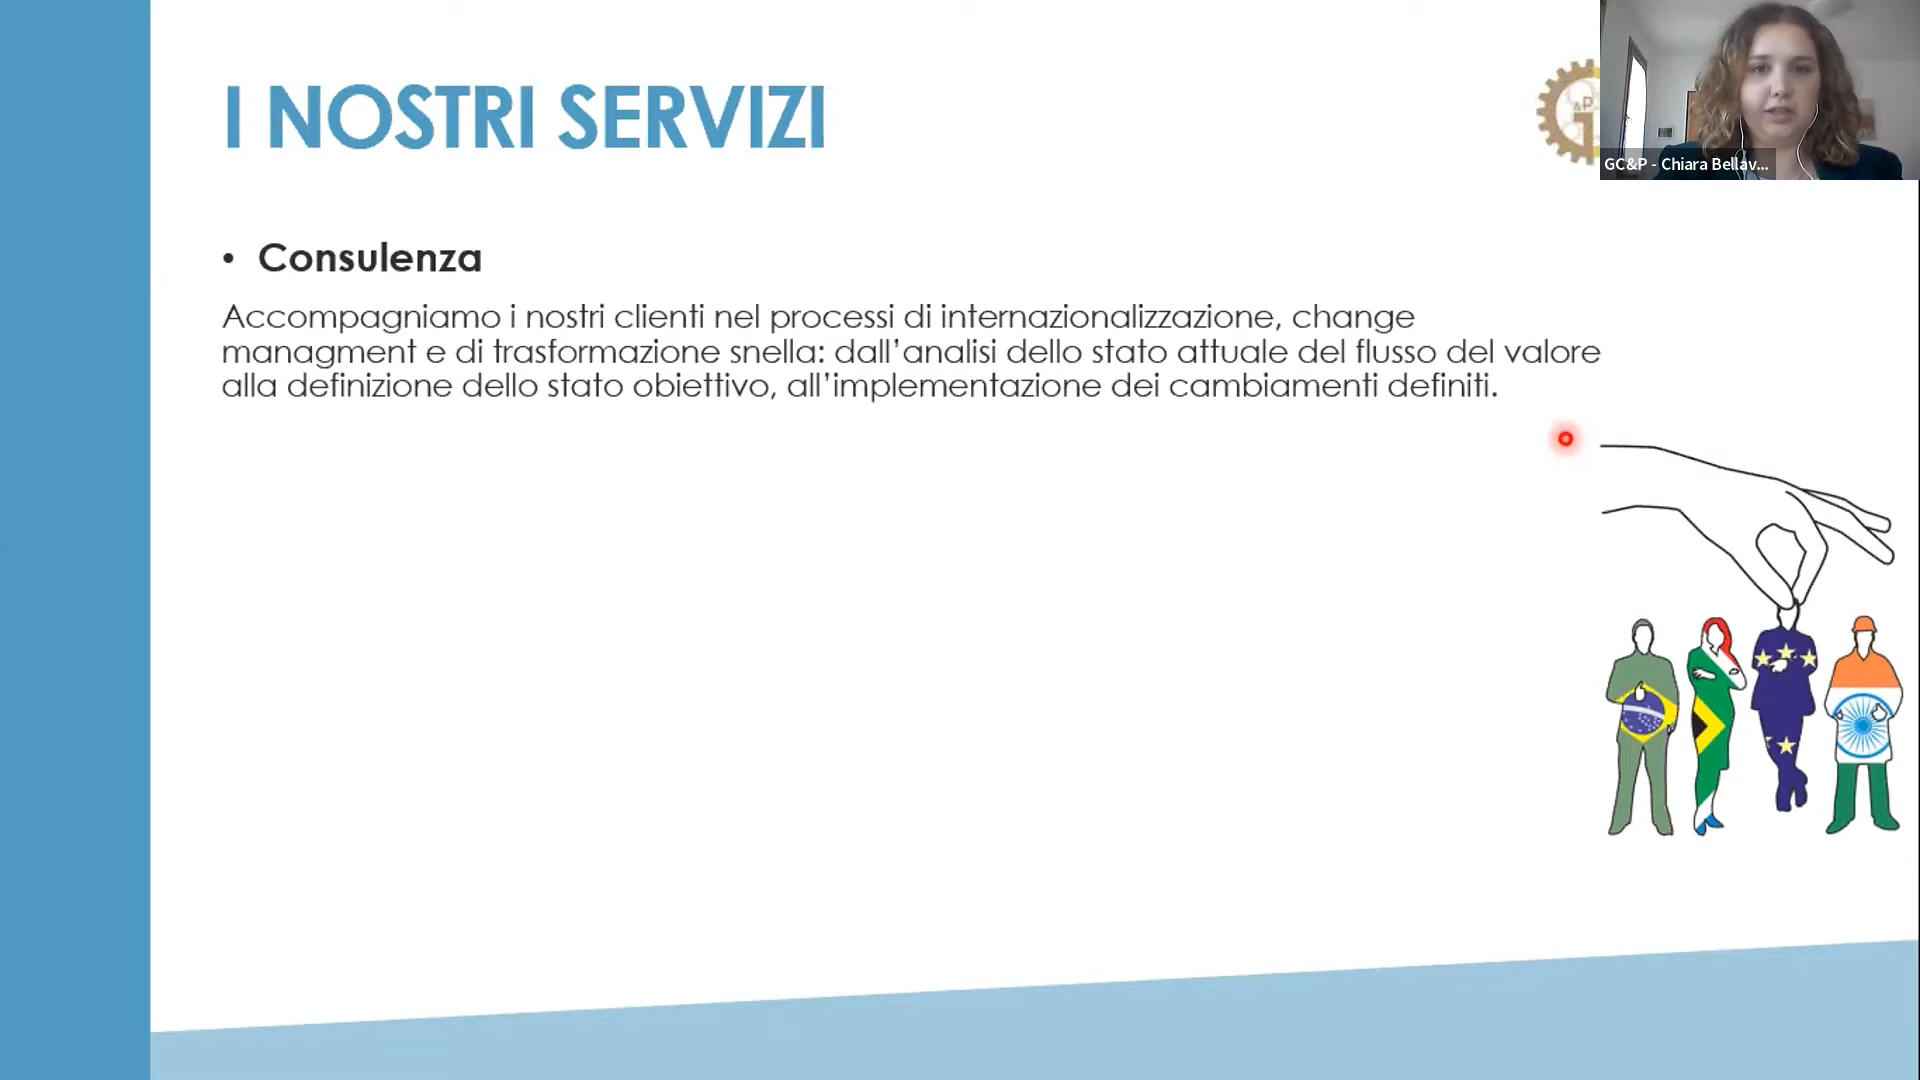 I NOSTRI SERVIZI
GC&P - Chiara Bellav...
• Consulenza
Accompagniamo i nostri clienti nel processi di internazionalizzazione, change
managment e di trasformazione snella: dall'analisi dello stato attuale del flusso del valore
alla definizione dello stato obiettivo, all'implementazione dei cambiamenti definiti.